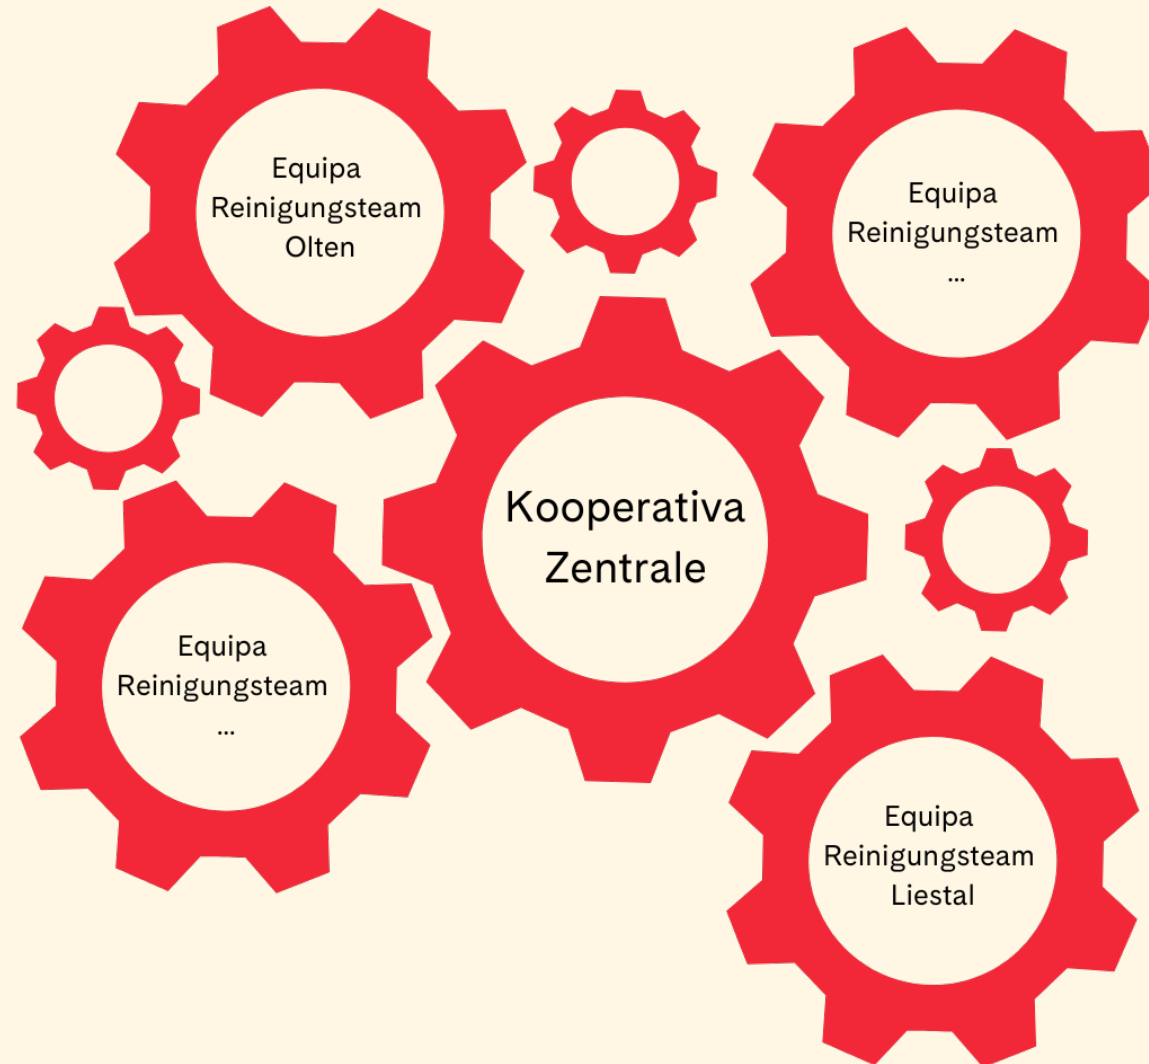 Equipa
Reinigungsteam
Olten
Equipa
Reinigungsteam
...
Kooperativa
Zentrale
Equipa
Reinigungsteam
...
Equipa
Reinigungsteam
Liestal